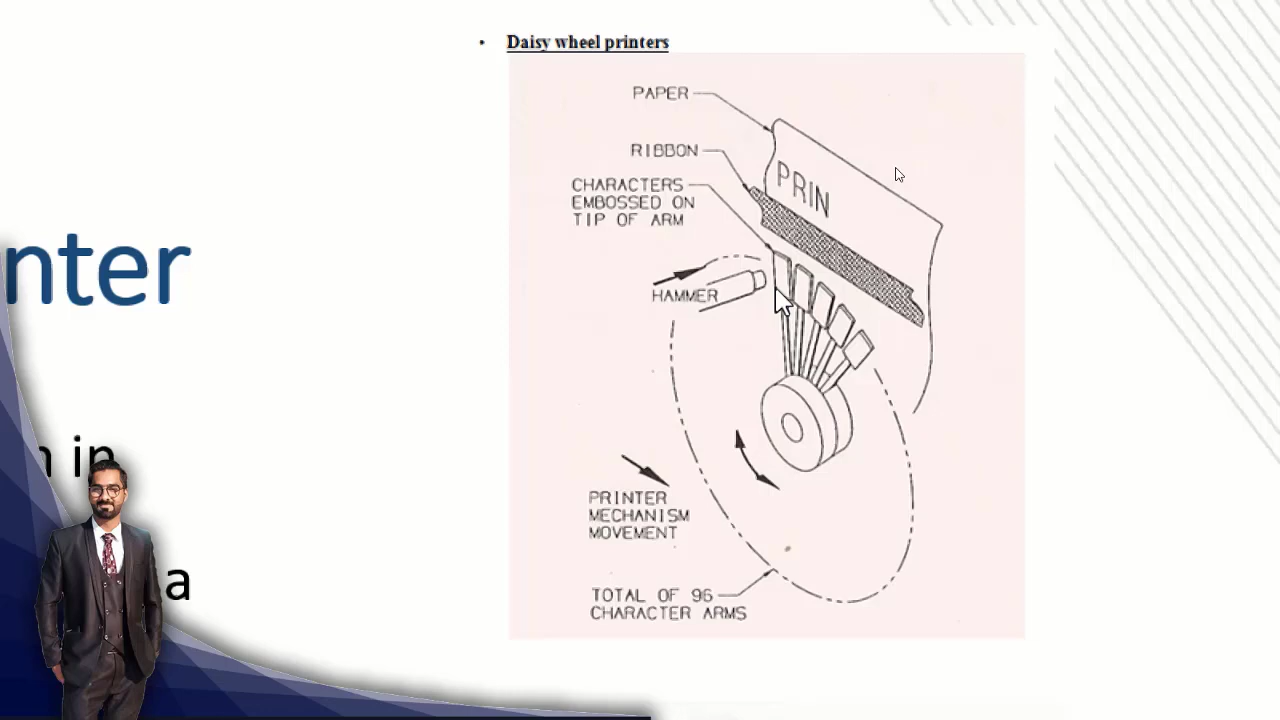 • Daisy wheel printers
PAPER
RIBBON
PRIN
CHARACTERS
EMBOSSED ON
TIP OF ARM
HAMMER
nter
n in
PRINTER
MECHANISM
MOVEMENT
a
TOTAL OF 96
CHARACTER ARMS